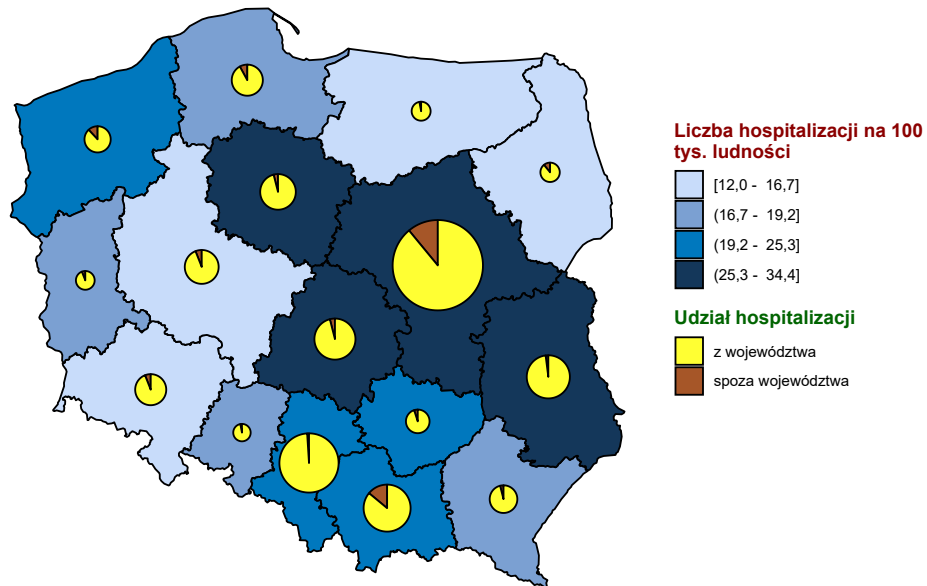 Liczba hospitalizacji na 100
tys. ludności
[12,0 - 16,7]
(16,7 - 19,2]
(19,2 - 25,3]
(25,3 - 34,4]
Udział hospitalizacji
z województwa
spoza województwa